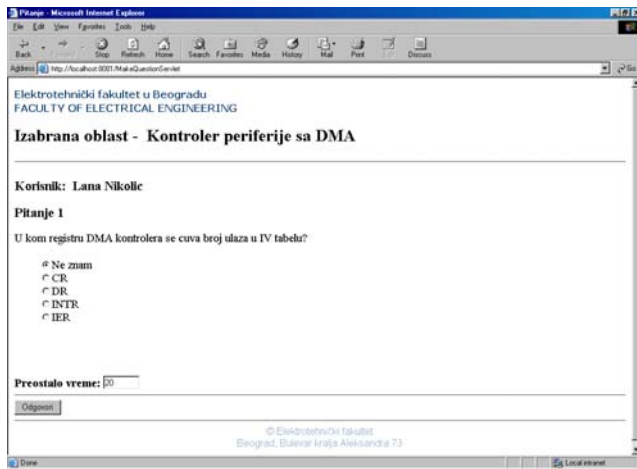 Pitanje - Microsoft Internet Explorer
File Edit View Favorites Tools Help
Back Stop Refresh Home Search Favorites Media History Mail Print Discuss
Address http://localhost:8081/MakeQuestionServlet Go
Elektrotehnički fakultet u Beogradu
FACULTY OF ELECTRICAL ENGINEERING
Izabrana oblast - Kontroler periferije sa DMA
Korisnik: Lana Nikolic
Pitanje 1
U kom registru DMA kontrolera se cuva broj ulaza u IV tabelu?
Ne znam
CR
DR
INTR
IER
Preostalo vreme: 20
Odgovori
© Elektrotehnički fakultet
Beograd, Bulevar kralja Aleksandra 73
Done Local intranet